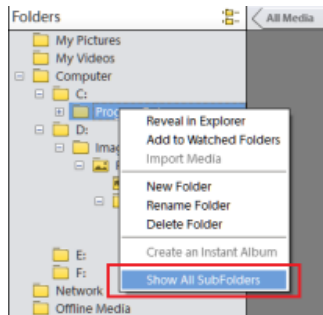 Folders
All Media
My Pictures
My Videos
Computer
C:
D:
E:
F:
Network
Offline Media
Reveal in Explorer
Add to Watched Folders
Import Media
New Folder
Rename Folder
Delete Folder
Create an Instant Album
Show All SubFolders